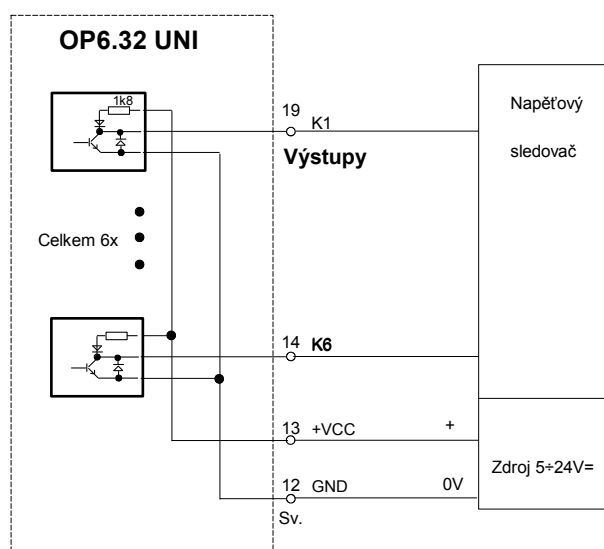 OP6.32 UNI
1k8
19
K1
Výstupy
Napěťový
sledovač
Celkem 6x
14
K6
13
+VCC
+
Zdroj 5÷24V=
12
GND
0V
Sv.